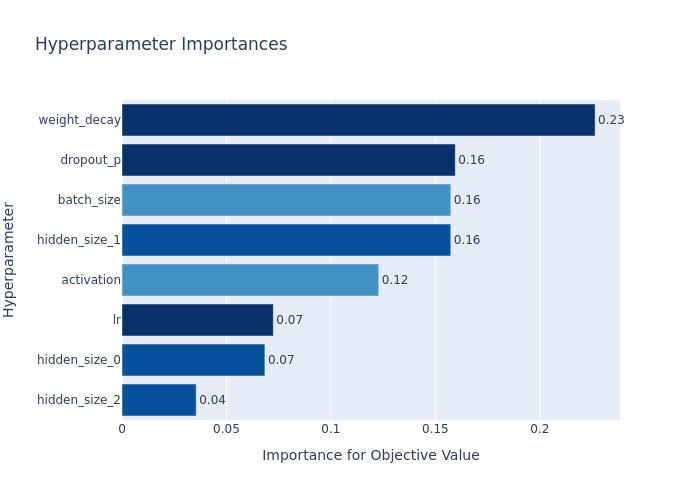 Hyperparameter Importances
Hyperparameter
weight_decay 0.23
dropout_p 0.16
batch_size 0.16
hidden_size_1 0.16
activation 0.12
lr 0.07
hidden_size_0 0.07
hidden_size_2 0.04
0 0.05 0.1 0.15 0.2
Importance for Objective Value